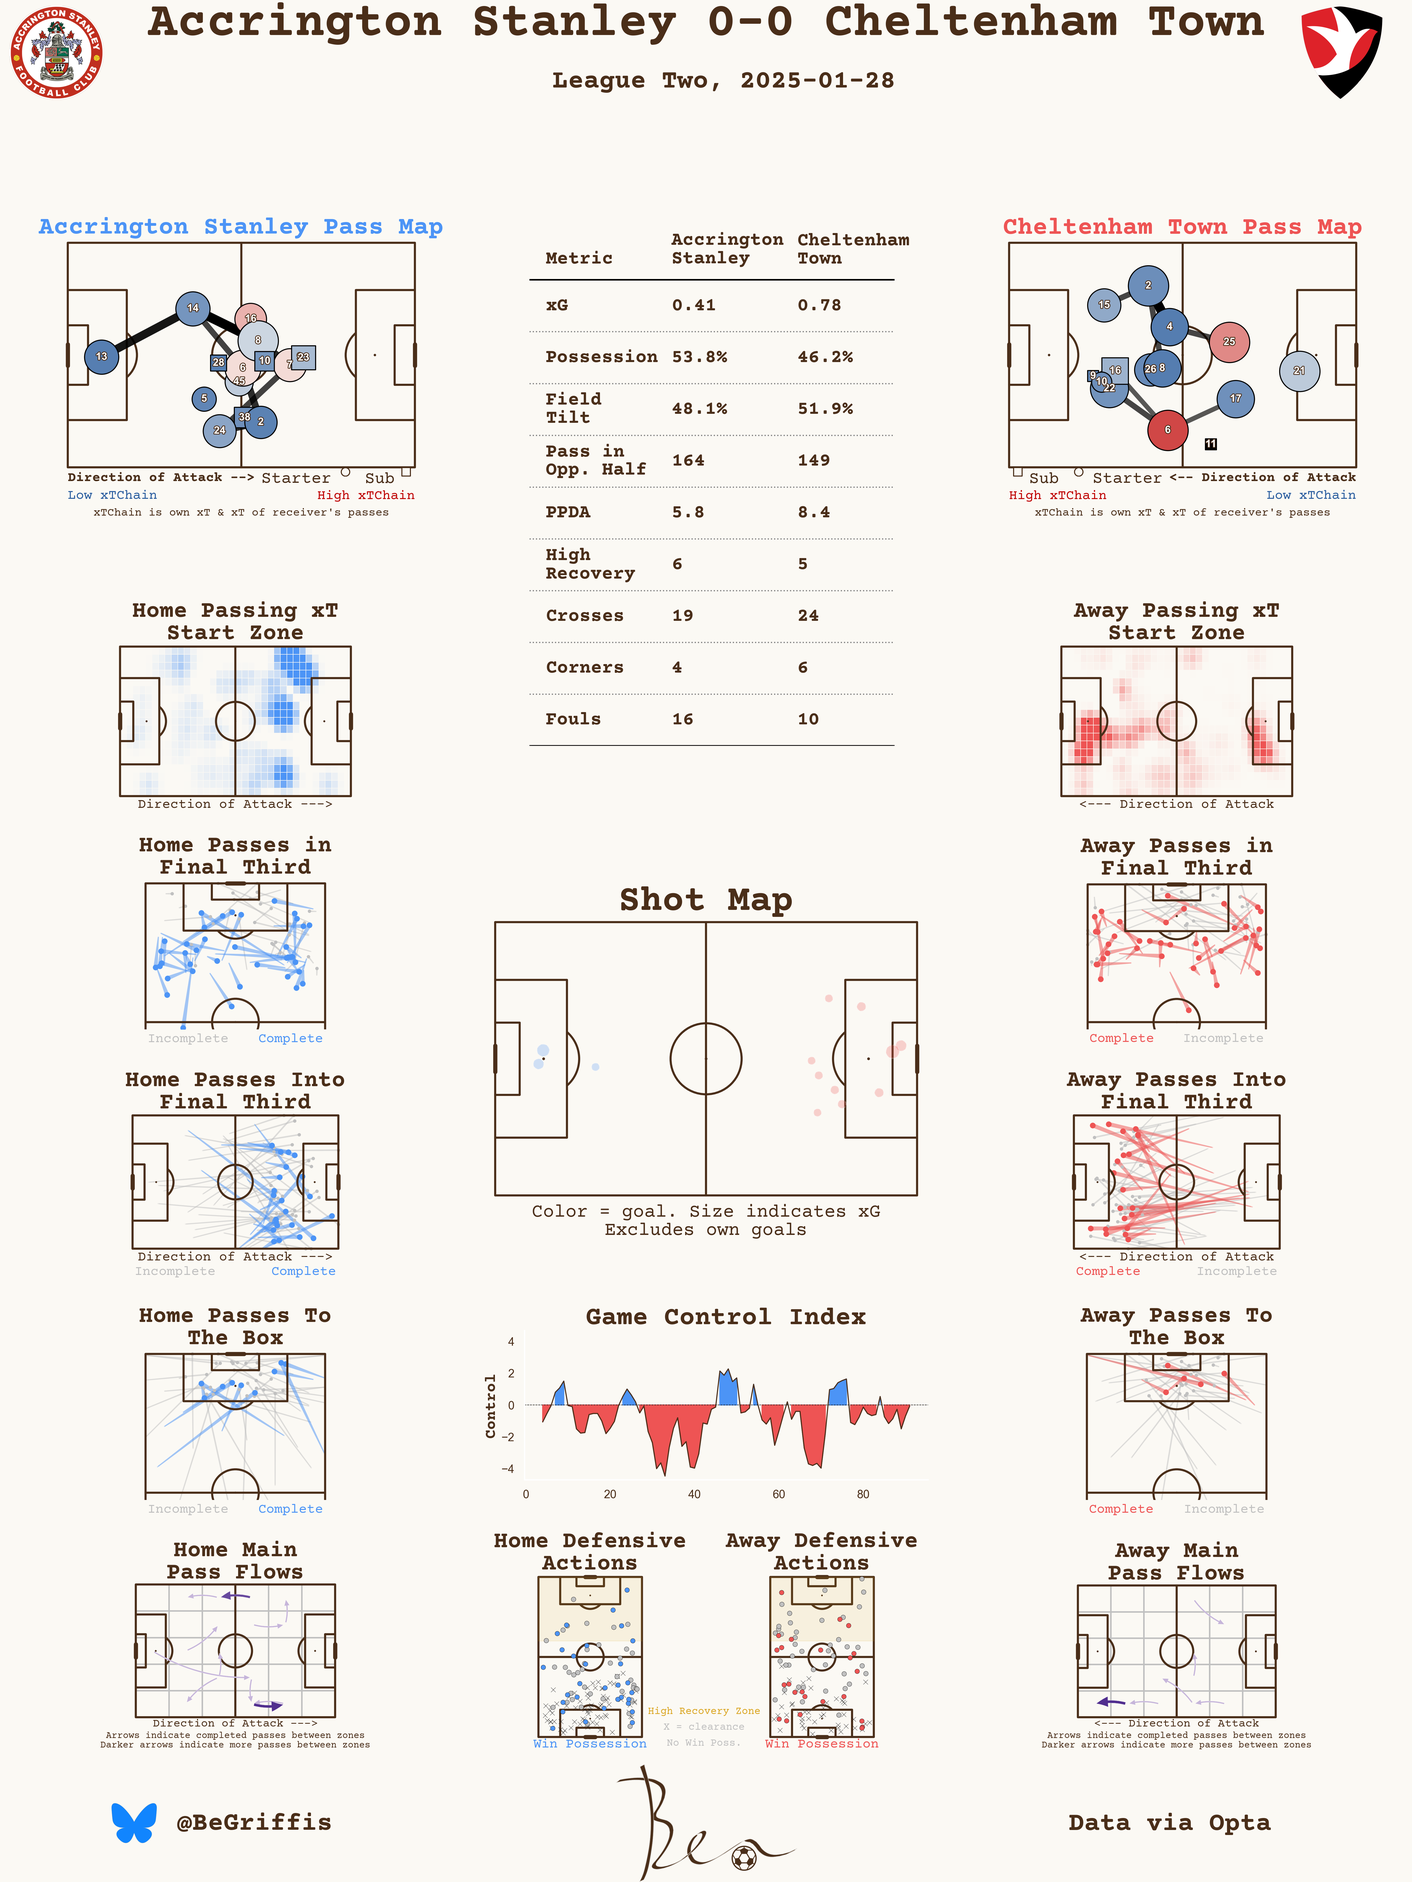 Accrington Stanley 0-0 Cheltenham Town
League Two, 2025-01-28
ACCRINGTON STANLEY
FOOTBALL CLUB
Accrington Stanley Pass Map
13
14
16
8
28
6
10
7
23
45
5
38
24
2
Direction of Attack --> Starter Sub
Low xTChain High xTChain
xTChain is own xT & xT of receiver's passes
Metric Accrington Stanley Cheltenham Town
xG 0.41 0.78
Possession 53.8% 46.2%
Field Tilt 48.1% 51.9%
Pass in Opp. Half 164 149
PPDA 5.8 8.4
High Recovery 6 5
Crosses 19 24
Corners 4 6
Fouls 16 10
Cheltenham Town Pass Map
2
15
4
25
9
16
10
22
26
8
21
17
6
11
Sub Starter <-- Direction of Attack
High xTChain Low xTChain
xTChain is own xT & xT of receiver's passes
Home Passing xT
Start Zone
Direction of Attack --->
Away Passing xT
Start Zone
<--- Direction of Attack
Home Passes in
Final Third
Incomplete Complete
Away Passes in
Final Third
Complete Incomplete
Shot Map
Color = goal. Size indicates xG
Excludes own goals
Home Passes Into
Final Third
Direction of Attack --->
Incomplete Complete
Away Passes Into
Final Third
<--- Direction of Attack
Complete Incomplete
Home Passes To
The Box
Incomplete Complete
Game Control Index
Control
4
2
0
−2
−4
0 20 40 60 80
Away Passes To
The Box
Complete Incomplete
Home Main
Pass Flows
Direction of Attack --->
Arrows indicate completed passes between zones
Darker arrows indicate more passes between zones
Home Defensive
Actions
Win Possession
High Recovery Zone
X = clearance
No Win Poss.
Away Defensive
Actions
Win Possession
Away Main
Pass Flows
<--- Direction of Attack
Arrows indicate completed passes between zones
Darker arrows indicate more passes between zones
@BeGriffis
Ben
Data via Opta